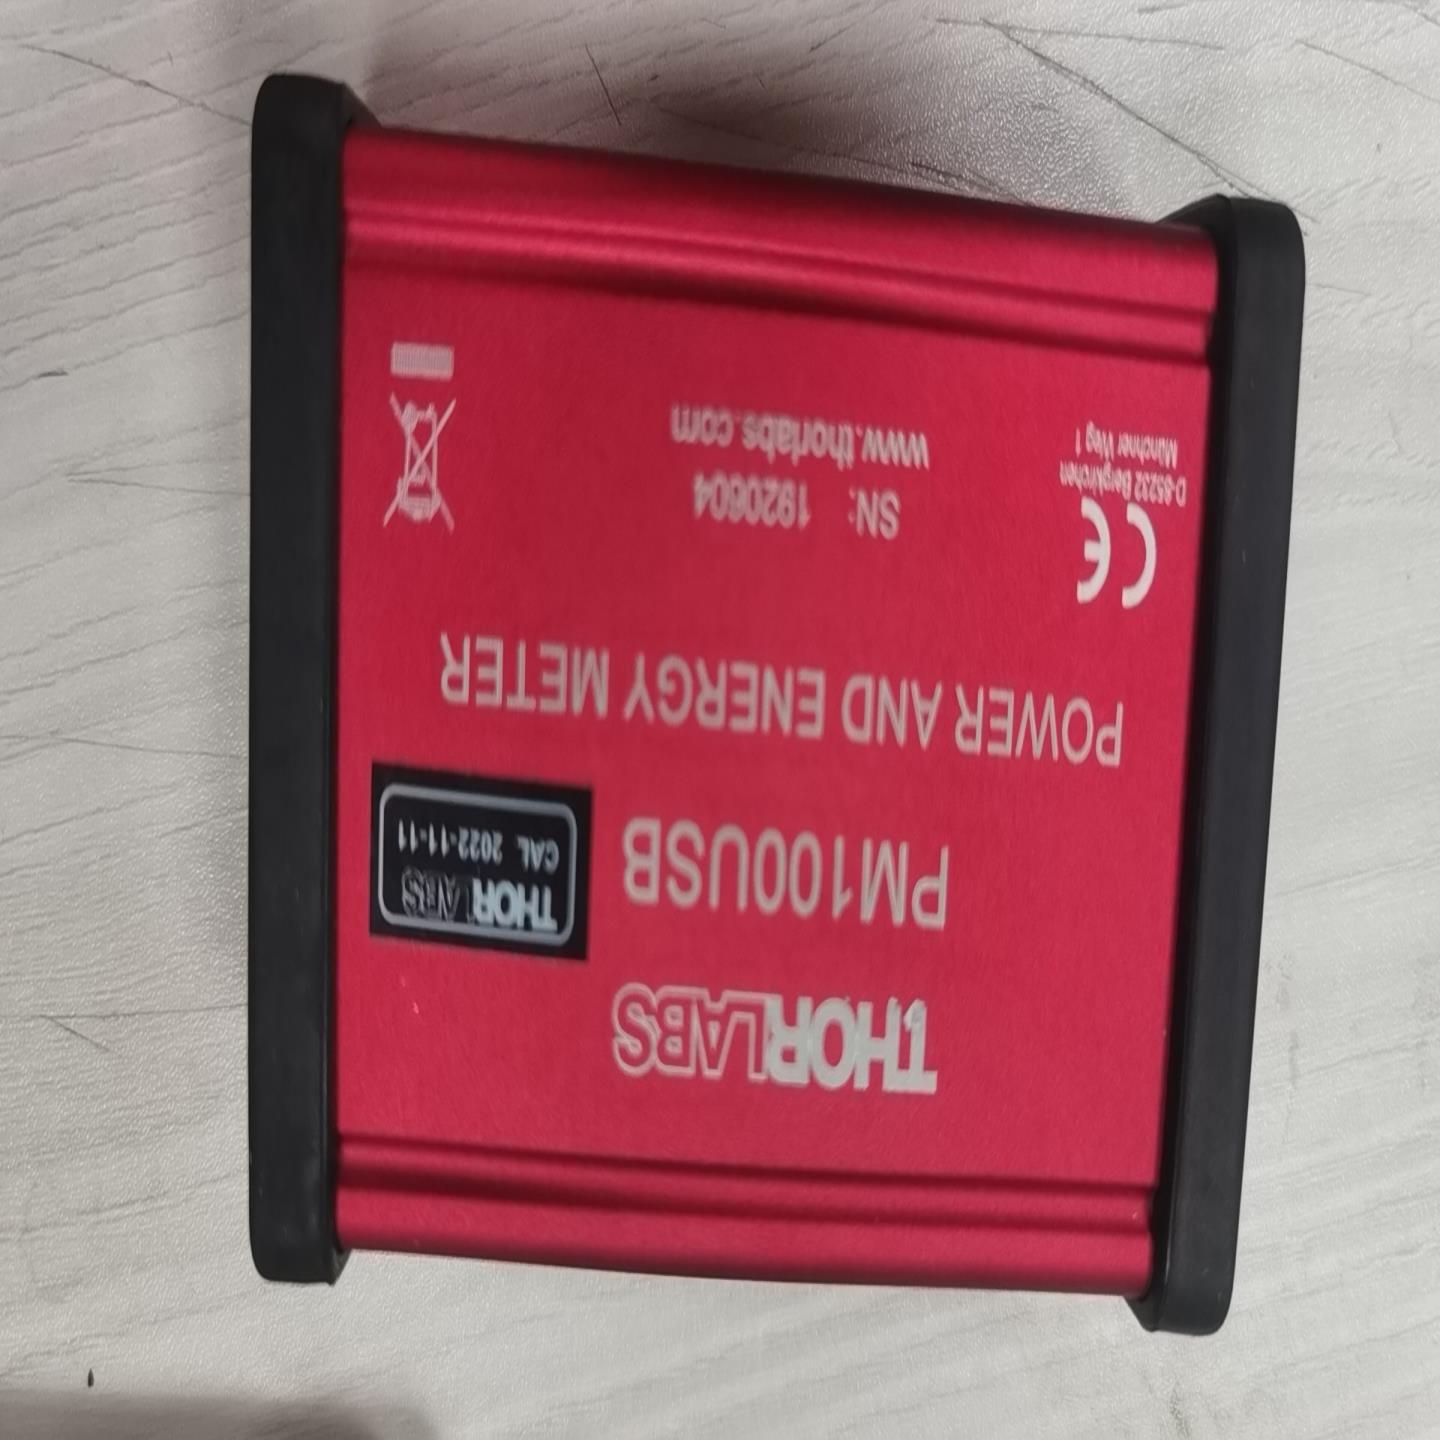 THORLABS
PM100USB
THORLABS
CAL 2022-11-11
POWER AND ENERGY METER
CE
D-85232 Bergkirchen
Münchner Weg 1
SN: 1920604
www.thorlabs.com